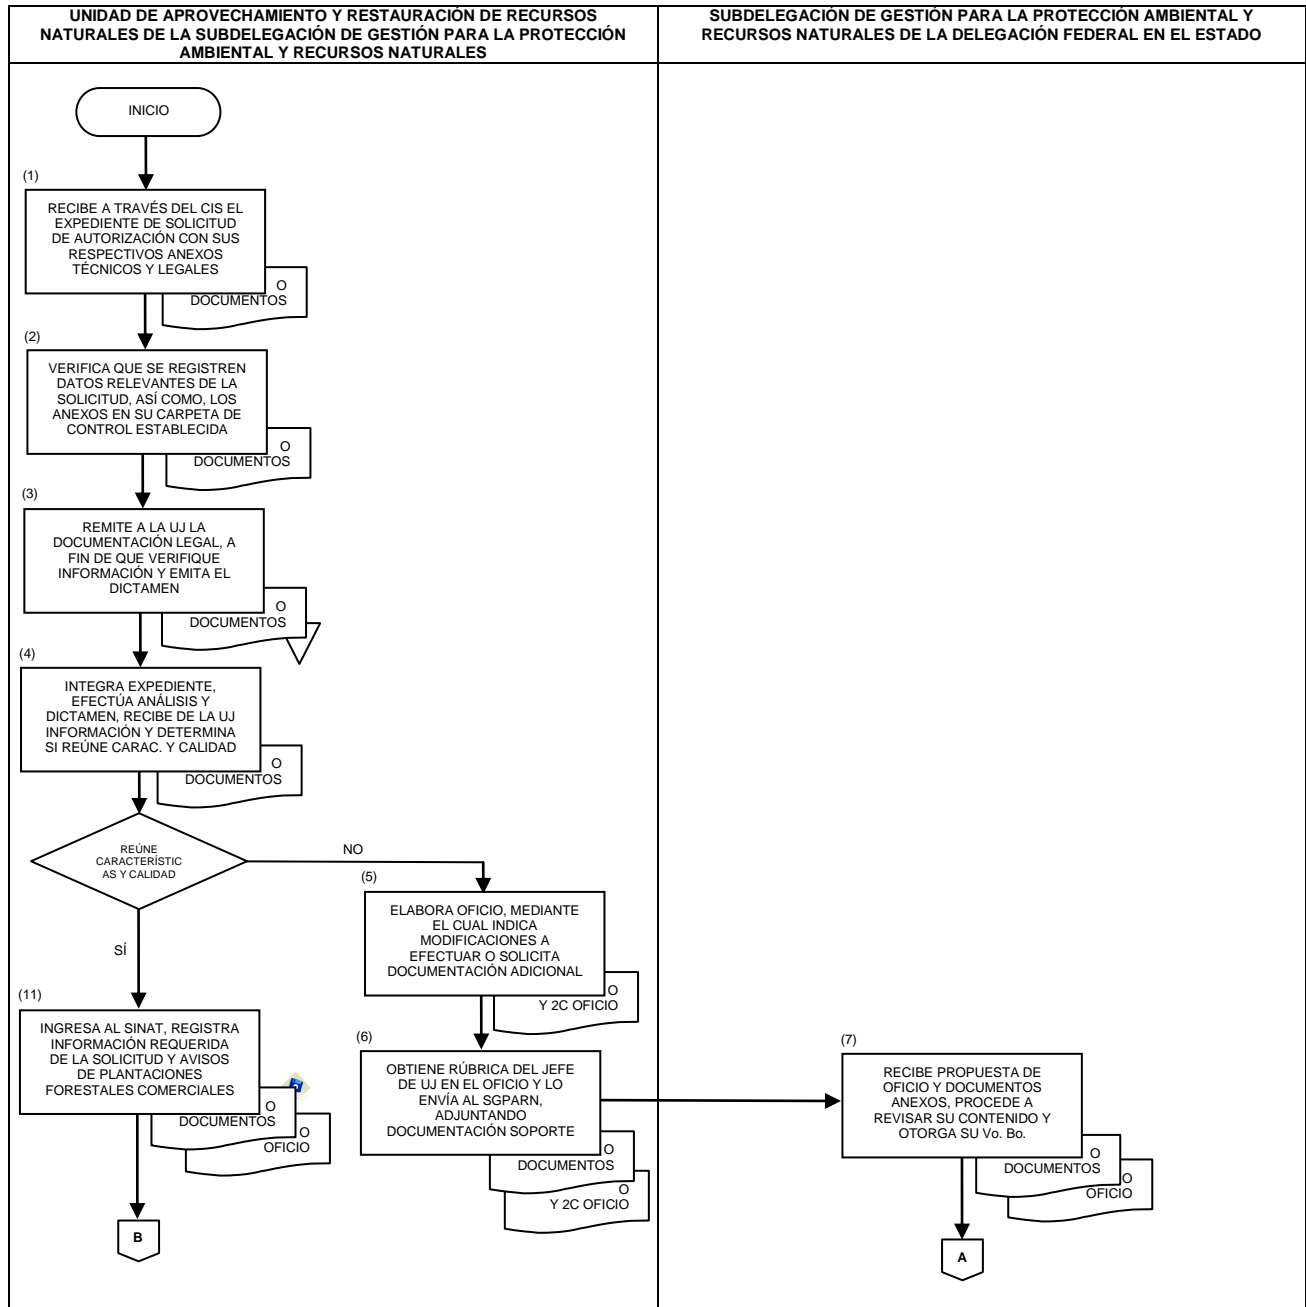 UNIDAD DE APROVECHAMIENTO Y RESTAURACIÓN DE RECURSOS
NATURALES DE LA SUBDELEGACIÓN DE GESTIÓN PARA LA PROTECCIÓN
AMBIENTAL Y RECURSOS NATURALES
SUBDELEGACIÓN DE GESTIÓN PARA LA PROTECCIÓN AMBIENTAL Y
RECURSOS NATURALES DE LA DELEGACIÓN FEDERAL EN EL ESTADO
INICIO
(1)
RECIBE A TRAVÉS DEL CIS EL
EXPEDIENTE DE SOLICITUD
DE AUTORIZACIÓN CON SUS
RESPECTIVOS ANEXOS
TÉCNICOS Y LEGALES
O
DOCUMENTOS
(2)
VERIFICA QUE SE REGISTREN
DATOS RELEVANTES DE LA
SOLICITUD, ASÍ COMO, LOS
ANEXOS EN SU CARPETA DE
CONTROL ESTABLECIDA
O
DOCUMENTOS
(3)
REMITE A LA UJ LA
DOCUMENTACIÓN LEGAL, A
FIN DE QUE VERIFIQUE
INFORMACIÓN Y EMITA EL
DICTAMEN
O
DOCUMENTOS
(4)
INTEGRA EXPEDIENTE,
EFECTÚA ANÁLISIS Y
DICTAMEN, RECIBE DE LA UJ
INFORMACIÓN Y DETERMINA
SI REÚNE CARAC. Y CALIDAD
O
DOCUMENTOS
REÚNE
CARACTERÍSTIC
AS Y CALIDAD
NO
SÍ
(5)
ELABORA OFICIO, MEDIANTE
EL CUAL INDICA
MODIFICACIONES A
EFECTUAR O SOLICITA
DOCUMENTACIÓN ADICIONAL
O
Y 2C OFICIO
(11)
INGRESA AL SINAT, REGISTRA
INFORMACIÓN REQUERIDA
DE LA SOLICITUD Y AVISOS
DE PLANTACIONES
FORESTALES COMERCIALES
O
DOCUMENTOS
O
OFICIO
(6)
OBTIENE RÚBRICA DEL JEFE
DE UJ EN EL OFICIO Y LO
ENVÍA AL SGPARN,
ADJUNTANDO
DOCUMENTACIÓN SOPORTE
O
DOCUMENTOS
O
Y 2C OFICIO
(7)
RECIBE PROPUESTA DE
OFICIO Y DOCUMENTOS
ANEXOS, PROCEDE A
REVISAR SU CONTENIDO Y
OTORGA SU Vo. Bo.
O
DOCUMENTOS
O
OFICIO
B
A